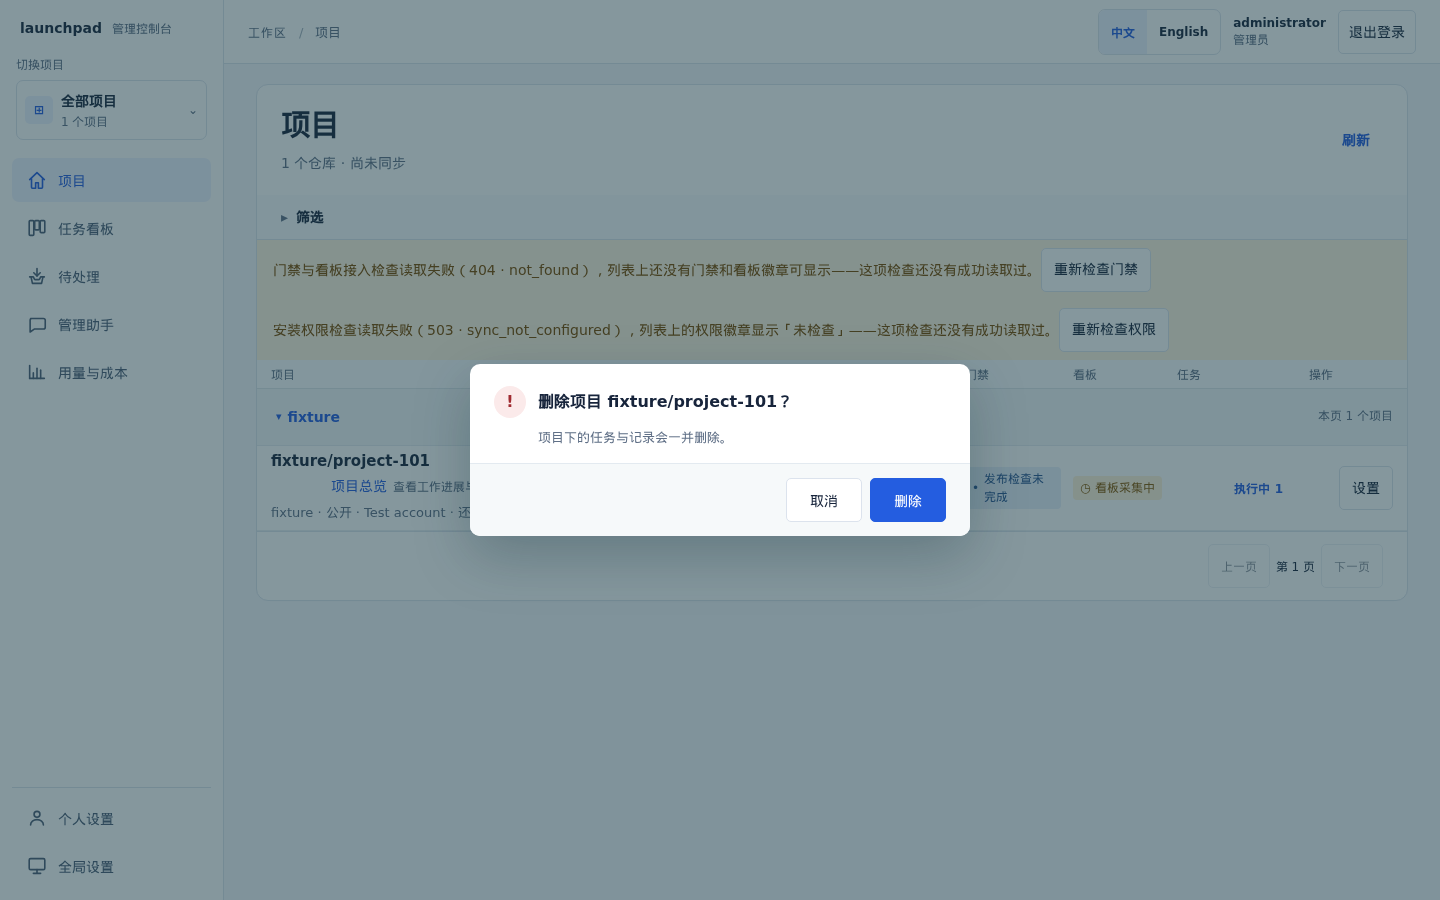 launchpad 管理控制台
工作区 / 项目
中文 English
administrator
管理员
退出登录
切换项目
全部项目
1 个项目
项目
任务看板
待处理
管理助手
用量与成本
个人设置
全局设置
项目
1 个仓库 · 尚未同步
刷新
▸ 筛选
门禁与看板接入检查读取失败（404 · not_found），列表上还没有门禁和看板徽章可显示——这项检查还没有成功读取过。 重新检查门禁
安装权限检查读取失败（503 · sync_not_configured），列表上的权限徽章显示「未检查」——这项检查还没有成功读取过。 重新检查权限
项目 门禁 看板 任务 操作
▾ fixture 本页 1 个项目
fixture/project-101
项目总览 查看工作进展
fixture · 公开 · Test account · 还
• 发布检查未
完成
看板采集中
执行中 1
设置
上一页 第 1 页 下一页
! 删除项目 fixture/project-101？
项目下的任务与记录会一并删除。
取消 删除